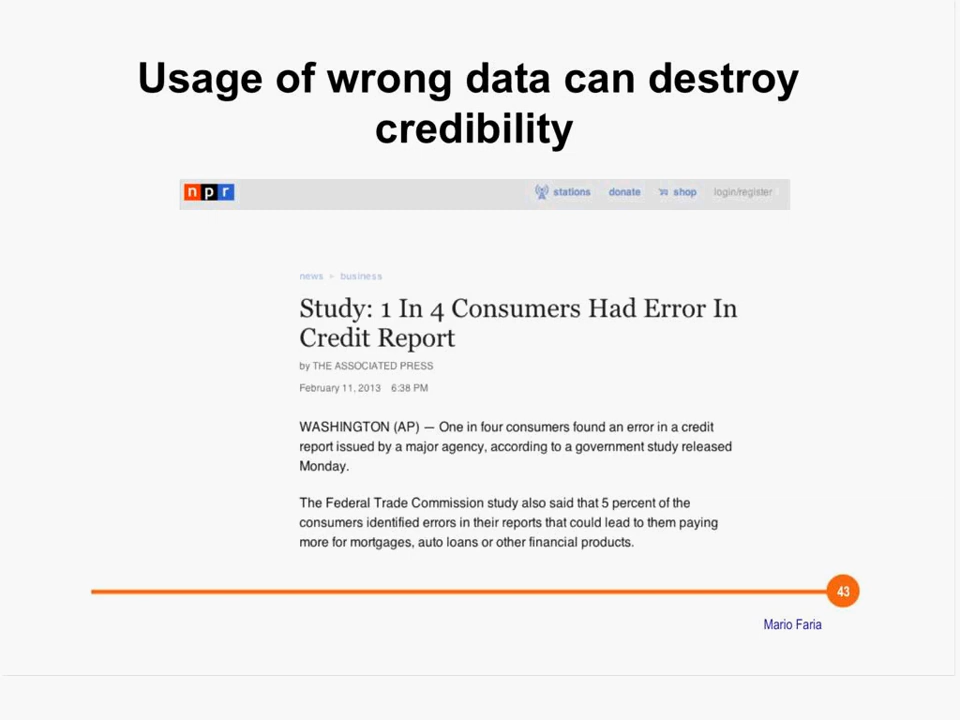 Usage of wrong data can destroy
credibility
npr
stations donate shop login/register
news > business
Study: 1 In 4 Consumers Had Error In
Credit Report
by THE ASSOCIATED PRESS
February 11, 2013 6:38 PM
WASHINGTON (AP) — One in four consumers found an error in a credit
report issued by a major agency, according to a government study released
Monday.
The Federal Trade Commission study also said that 5 percent of the
consumers identified errors in their reports that could lead to them paying
more for mortgages, auto loans or other financial products.
43
Mario Faria